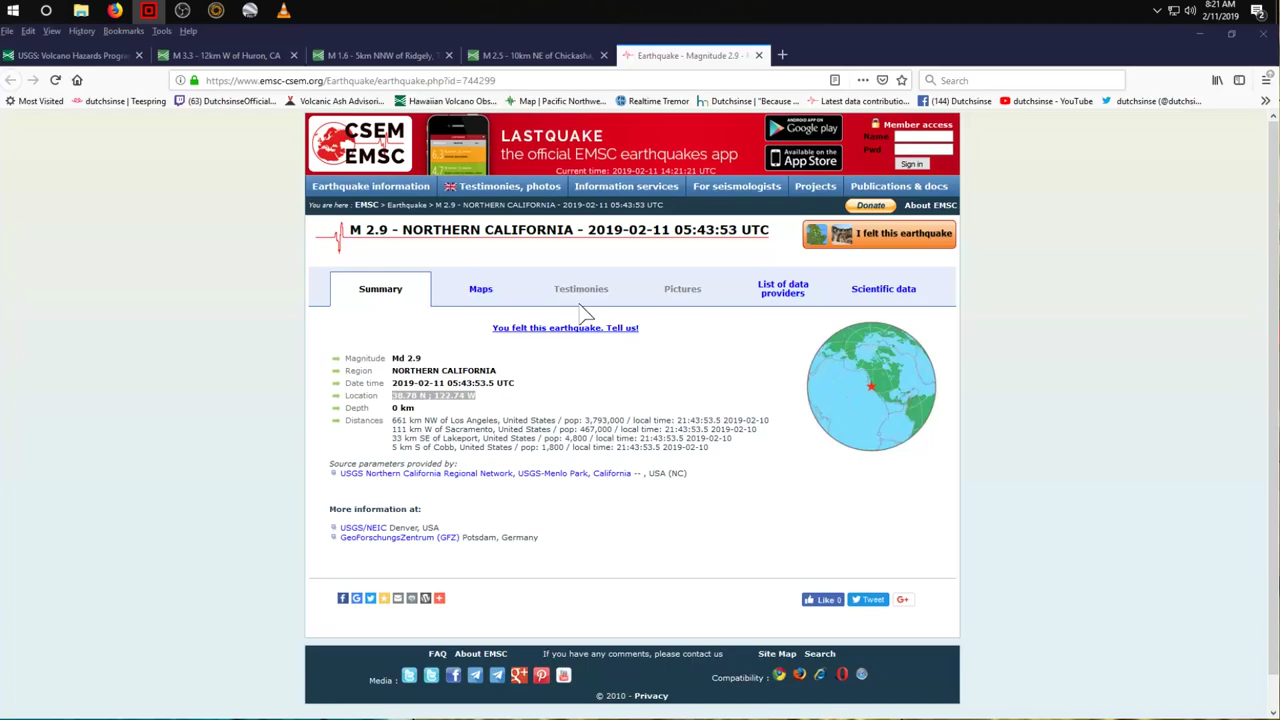 8:21 AM
2/11/2019
File Edit View History Bookmarks Tools Help
USGS: Volcano Hazards Progra
M 3.3 - 12km W of Huron, CA
M 1.6 - 5km NNW of Ridgely, T
M 2.5 - 10km NE of Chickasha,
Earthquake - Magnitude 2.9 -
https://www.emsc-csem.org/Earthquake/earthquake.php?id=744299
Search
Most Visited
dutchsinse | Teespring
(63) DutchsinseOfficial...
Volcanic Ash Advisori...
Hawaiian Volcano Obs...
Map | Pacific Northwe...
Realtime Tremor
Dutchsinse | "Because ...
Latest data contributio...
(144) Dutchsinse
dutchsinse - YouTube
dutchsinse (@dutchsi...
CSEM
EMSC
LASTQUAKE
the official EMSC earthquakes app
Current time: 2019-02-11 14:21:21 UTC
ANDROID APP ON
Google play
Available on the
App Store
Member access
Name
Pwd
Sign in
Earthquake information
Testimonies, photos
Information services
For seismologists
Projects
Publications & docs
You are here : EMSC > Earthquake > M 2.9 - NORTHERN CALIFORNIA - 2019-02-11 05:43:53 UTC
Donate
About EMSC
M 2.9 - NORTHERN CALIFORNIA - 2019-02-11 05:43:53 UTC
I felt this earthquake
Summary
Maps
Testimonies
Pictures
List of data
providers
Scientific data
You felt this earthquake. Tell us!
Magnitude Md 2.9
Region NORTHERN CALIFORNIA
Date time 2019-02-11 05:43:53.5 UTC
Location 38.78 N ; 122.74 W
Depth 0 km
Distances 661 km NW of Los Angeles, United States / pop: 3,793,000 / local time: 21:43:53.5 2019-02-10
111 km W of Sacramento, United States / pop: 467,000 / local time: 21:43:53.5 2019-02-10
33 km SE of Lakeport, United States / pop: 4,800 / local time: 21:43:53.5 2019-02-10
5 km S of Cobb, United States / pop: 1,800 / local time: 21:43:53.5 2019-02-10
Source parameters provided by:
USGS Northern California Regional Network, USGS-Menlo Park, California -- , USA (NC)
More information at:
USGS/NEIC Denver, USA
GeoForschungsZentrum (GFZ) Potsdam, Germany
Like 0
Tweet
G+
FAQ About EMSC If you have any comments, please contact us Site Map Search
Media :
Compatibility :
© 2010 - Privacy